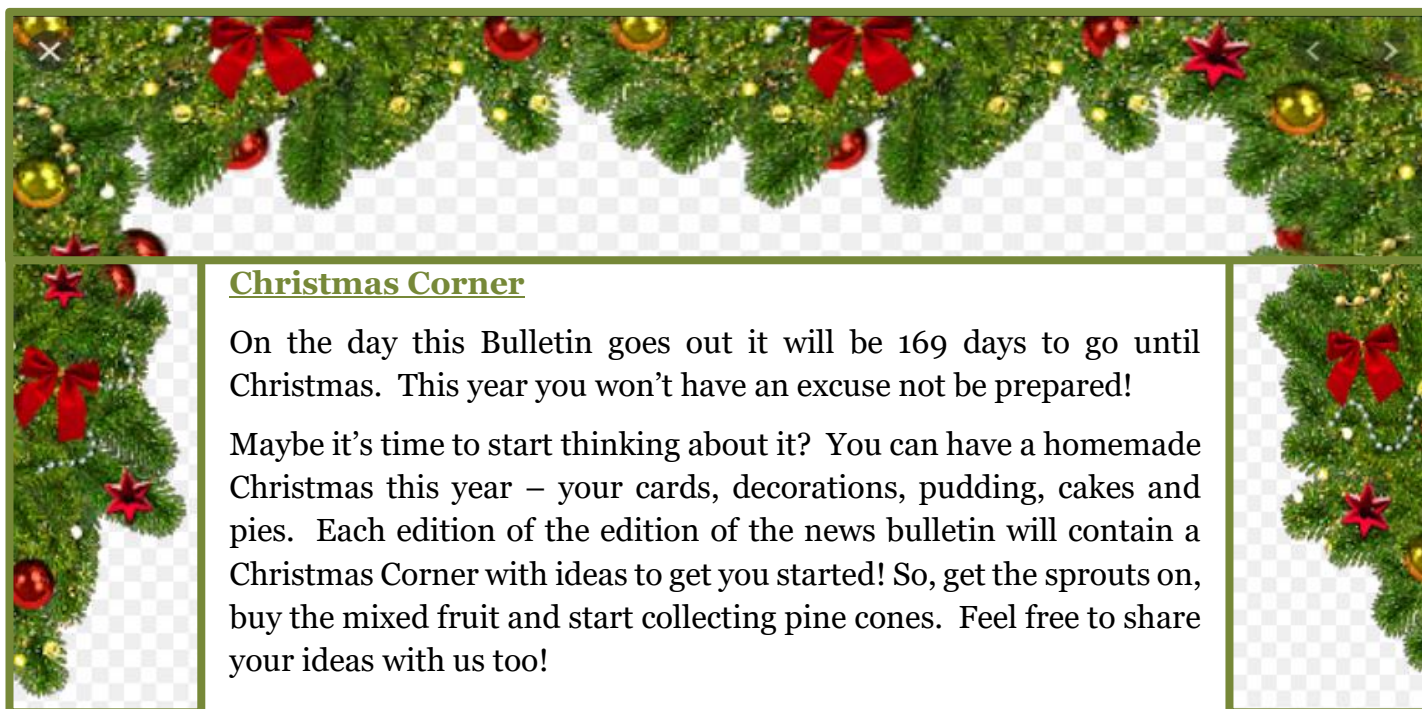 Christmas Corner
On the day this Bulletin goes out it will be 169 days to go until
Christmas.  This year you won’t have an excuse not be prepared!
Maybe it’s time to start thinking about it?  You can have a homemade
Christmas this year – your cards, decorations, pudding, cakes and
pies.  Each edition of the edition of the news bulletin will contain a
Christmas Corner with ideas to get you started! So, get the sprouts on,
buy the mixed fruit and start collecting pine cones.  Feel free to share
your ideas with us too!